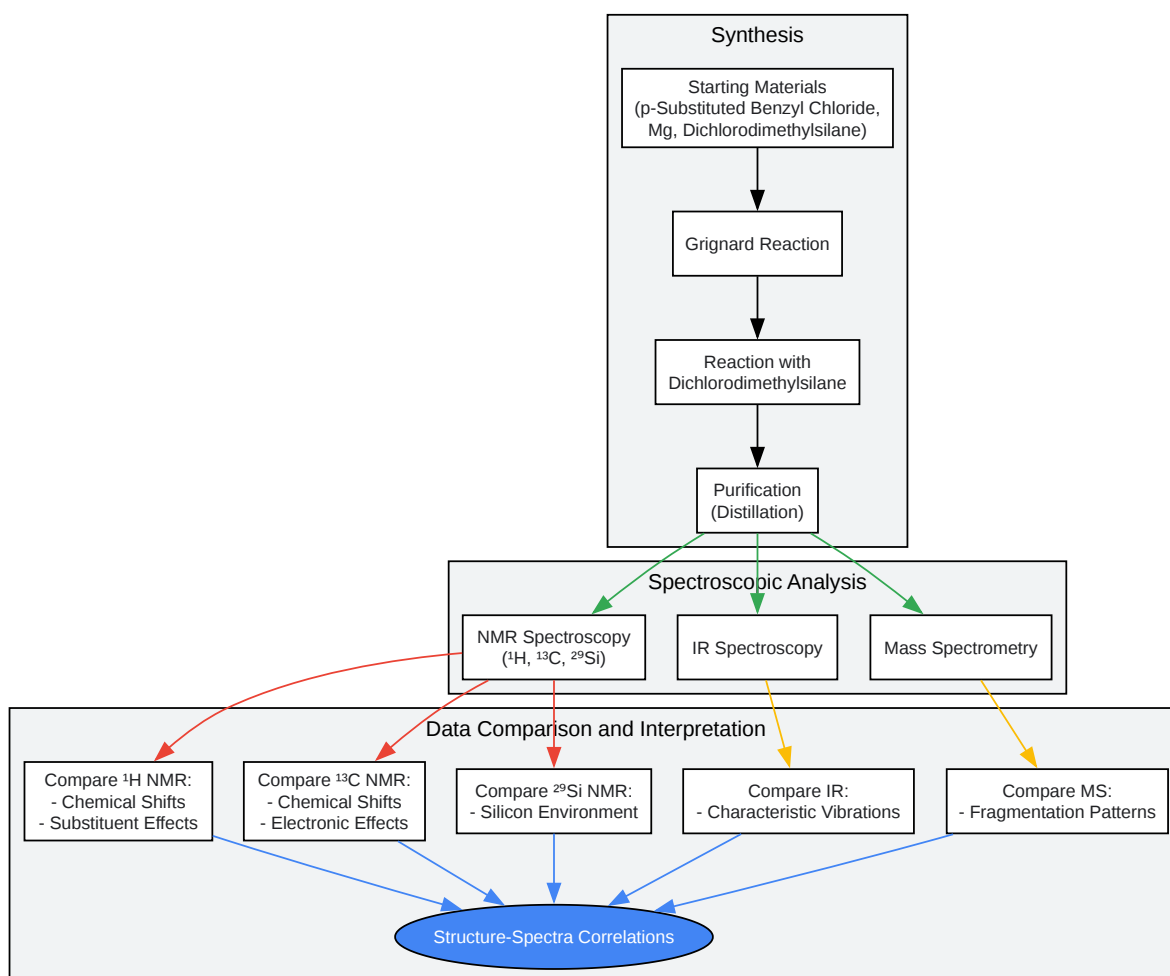 Synthesis
Starting Materials
(p-Substituted Benzyl Chloride,
Mg, Dichlorodimethylsilane)
Grignard Reaction
Reaction with
Dichlorodimethylsilane
Purification
(Distillation)
Spectroscopic Analysis
NMR Spectroscopy
(¹H, ¹³C, ²⁹Si)
IR Spectroscopy
Mass Spectrometry
Data Comparison and Interpretation
Compare ¹H NMR:
- Chemical Shifts
- Substituent Effects
Compare ¹³C NMR:
- Chemical Shifts
- Electronic Effects
Compare ²⁹Si NMR:
- Silicon Environment
Compare IR:
- Characteristic Vibrations
Compare MS:
- Fragmentation Patterns
Structure-Spectra Correlations